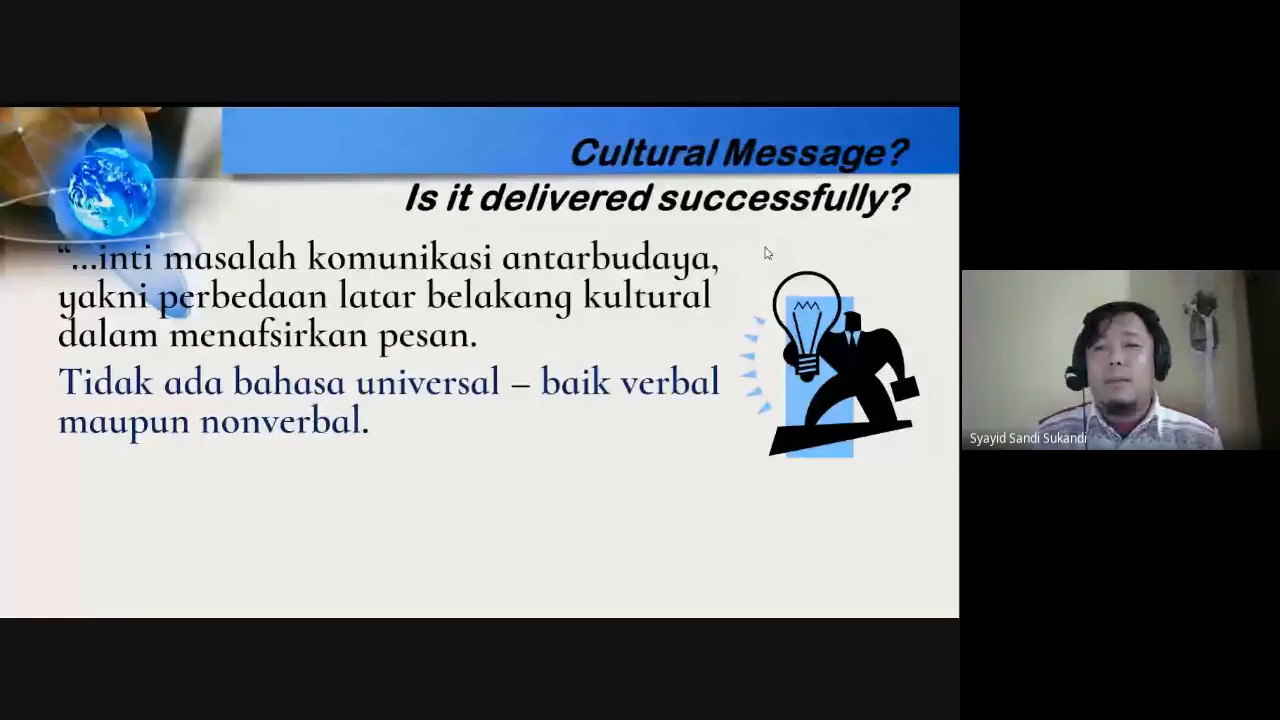 Cultural Message?
Is it delivered successfully?
“...inti masalah komunikasi antarbudaya,
yakni perbedaan latar belakang kultural
dalam menafsirkan pesan.
Tidak ada bahasa universal – baik verbal
maupun nonverbal.
Syayid Sandi Sukandi